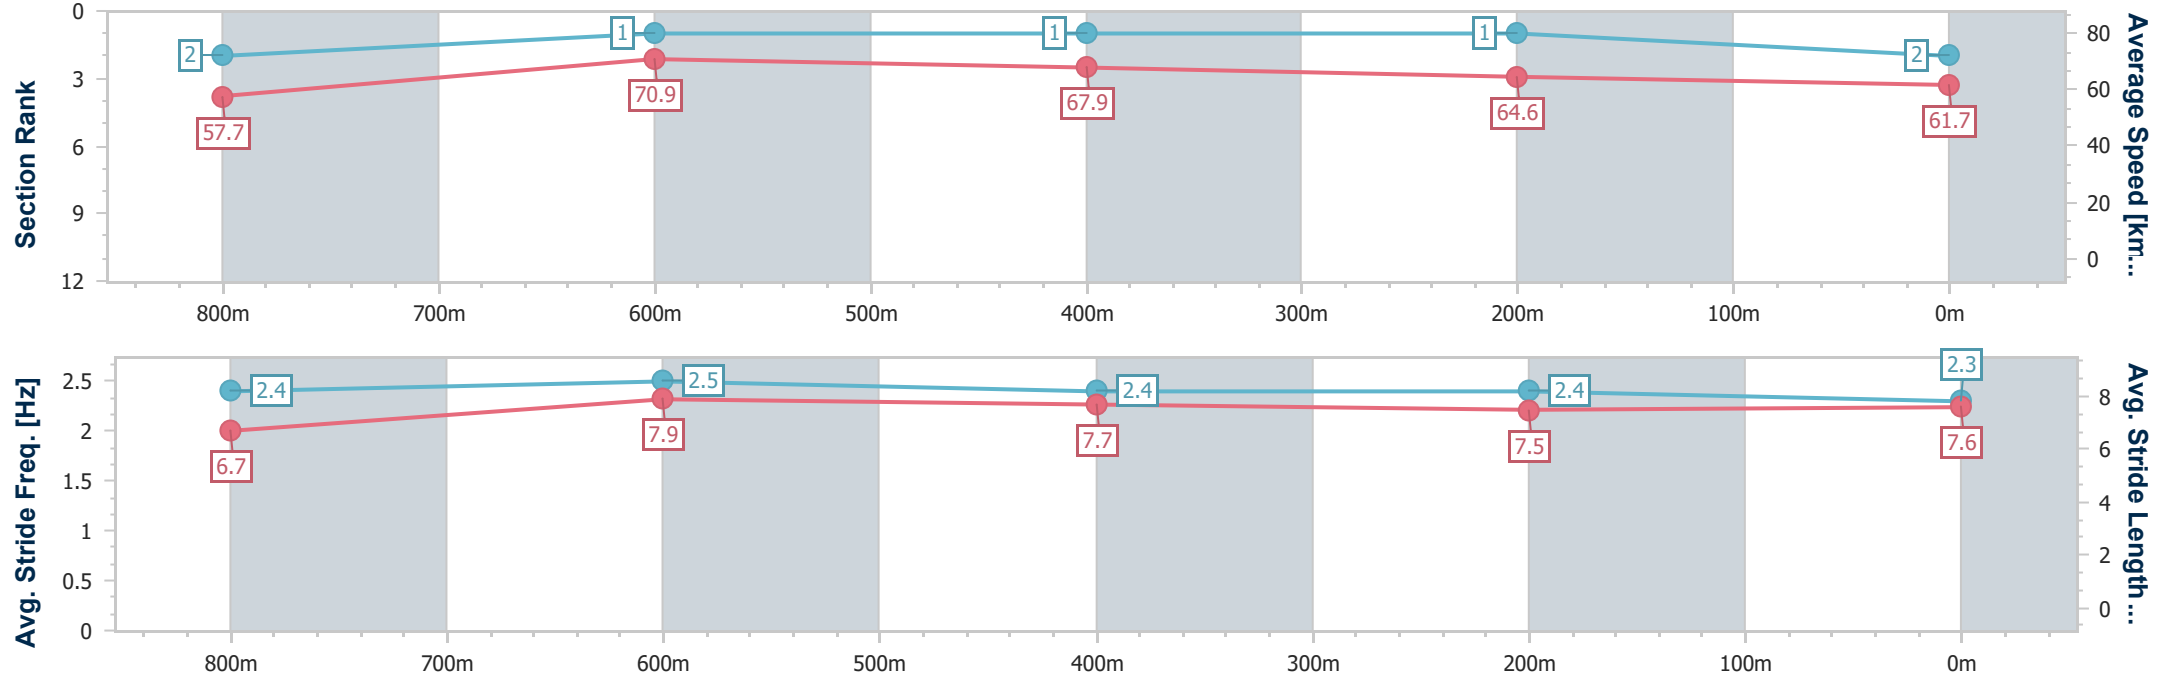 Section Rank
0
3
6
9
12
2
1
1
1
2
57.7
70.9
67.9
64.6
61.7
80
60
40
20
0
Average Speed [km...
800m
700m
600m
500m
400m
300m
200m
100m
0m
Avg. Stride Freq. [Hz]
2.5
2
1.5
1
0.5
0
2.4
2.5
2.4
2.4
2.3
6.7
7.9
7.7
7.5
7.6
8
6
4
2
0
Avg. Stride Length ...
800m
700m
600m
500m
400m
300m
200m
100m
0m